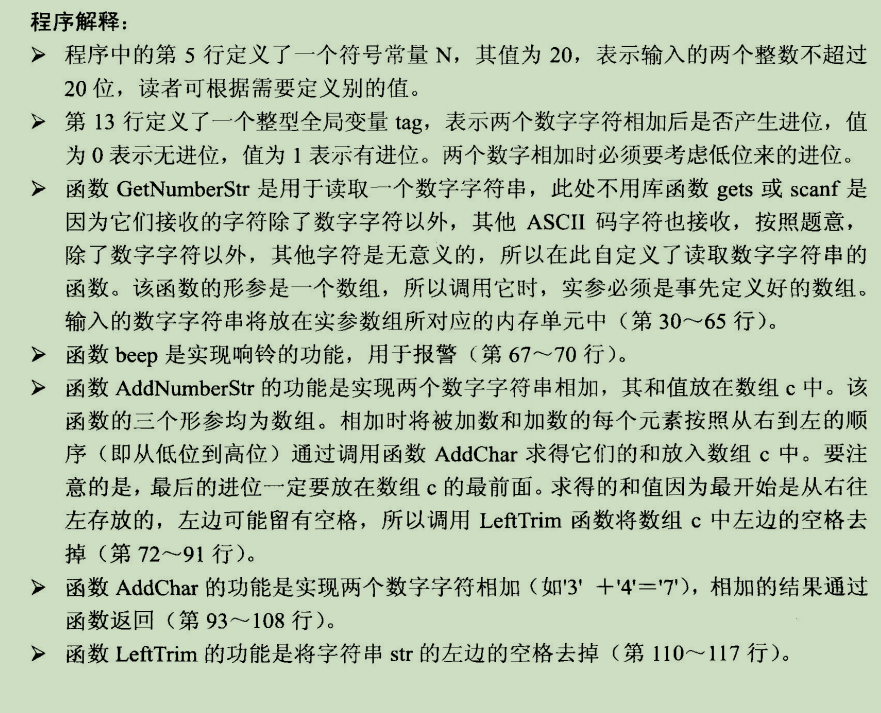 程序解释：
➢ 程序中的第 5 行定义了一个符号常量 N，其值为 20，表示输入的两个整数不超过
20 位，读者可根据需要定义别的值。
➢ 第 13 行定义了一个整型全局变量 tag，表示两个数字字符相加后是否产生进位，值
为 0 表示无进位，值为 1 表示有进位。两个数字相加时必须要考虑低位来的进位。
➢ 函数 GetNumberStr 是用于读取一个数字字符串，此处不用库函数 gets 或 scanf 是
因为它们接收的字符除了数字字符以外，其他 ASCII 码字符也接收，按照题意，
除了数字字符以外，其他字符是无意义的，所以在此自定义了读取数字字符串的
函数。该函数的形参是一个数组，所以调用它时，实参必须是事先定义好的数组。
输入的数字字符串将放在实参数组所对应的内存单元中（第 30～65 行）。
➢ 函数 beep 是实现响铃的功能，用于报警（第 67～70 行）。
➢ 函数 AddNumberStr 的功能是实现两个数字字符串相加，其和值放在数组 c 中。该
函数的三个形参均为数组。相加时将被加数和加数的每个元素按照从右到左的顺
序（即从低位到高位）通过调用函数 AddChar 求得它们的和放入数组 c 中。要注
意的是，最后的进位一定要放在数组 c 的最前面。求得的和值因为最开始是从右往
左存放的，左边可能留有空格，所以调用 LeftTrim 函数将数组 c 中左边的空格去
掉（第 72～91 行）。
➢ 函数 AddChar 的功能是实现两个数字字符相加（如'3' ＋'4'='7'），相加的结果通过
函数返回（第 93～108 行）。
➢ 函数 LeftTrim 的功能是将字符串 str 的左边的空格去掉（第 110～117 行）。